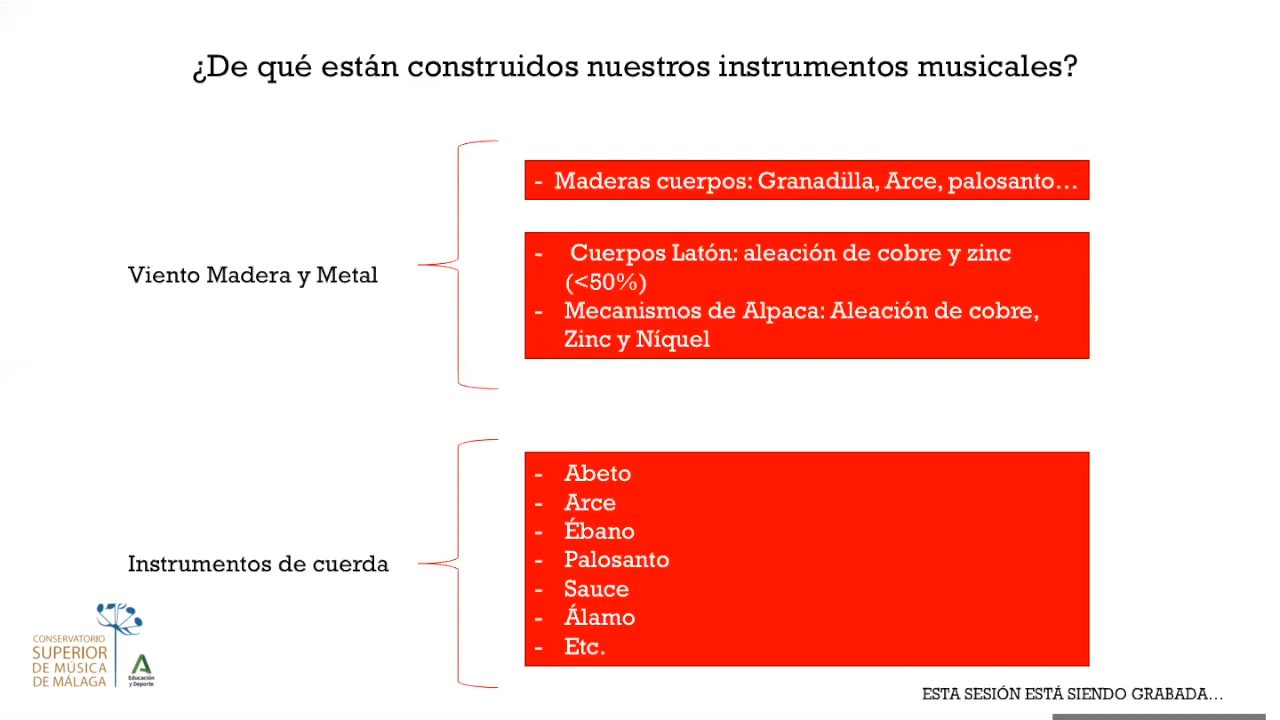 ¿De qué están construidos nuestros instrumentos musicales?
- Maderas cuerpos: Granadilla, Arce, palosanto…
Viento Madera y Metal
- Cuerpos Latón: aleación de cobre y zinc
(<50%)
- Mecanismos de Alpaca: Aleación de cobre,
Zinc y Níquel
Instrumentos de cuerda
- Abeto
- Arce
- Ébano
- Palosanto
- Sauce
- Álamo
- Etc.
CONSERVATORIO
SUPERIOR
DE MÚSICA
DE MÁLAGA
Educación
y Deporte
ESTA SESIÓN ESTÁ SIENDO GRABADA…